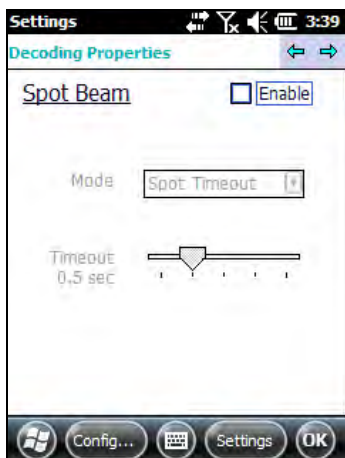 Settings 3:39
Decoding Properties
Spot Beam Enable
Mode Spot Timeout
Timeout
0.5 sec
Config... Settings OK